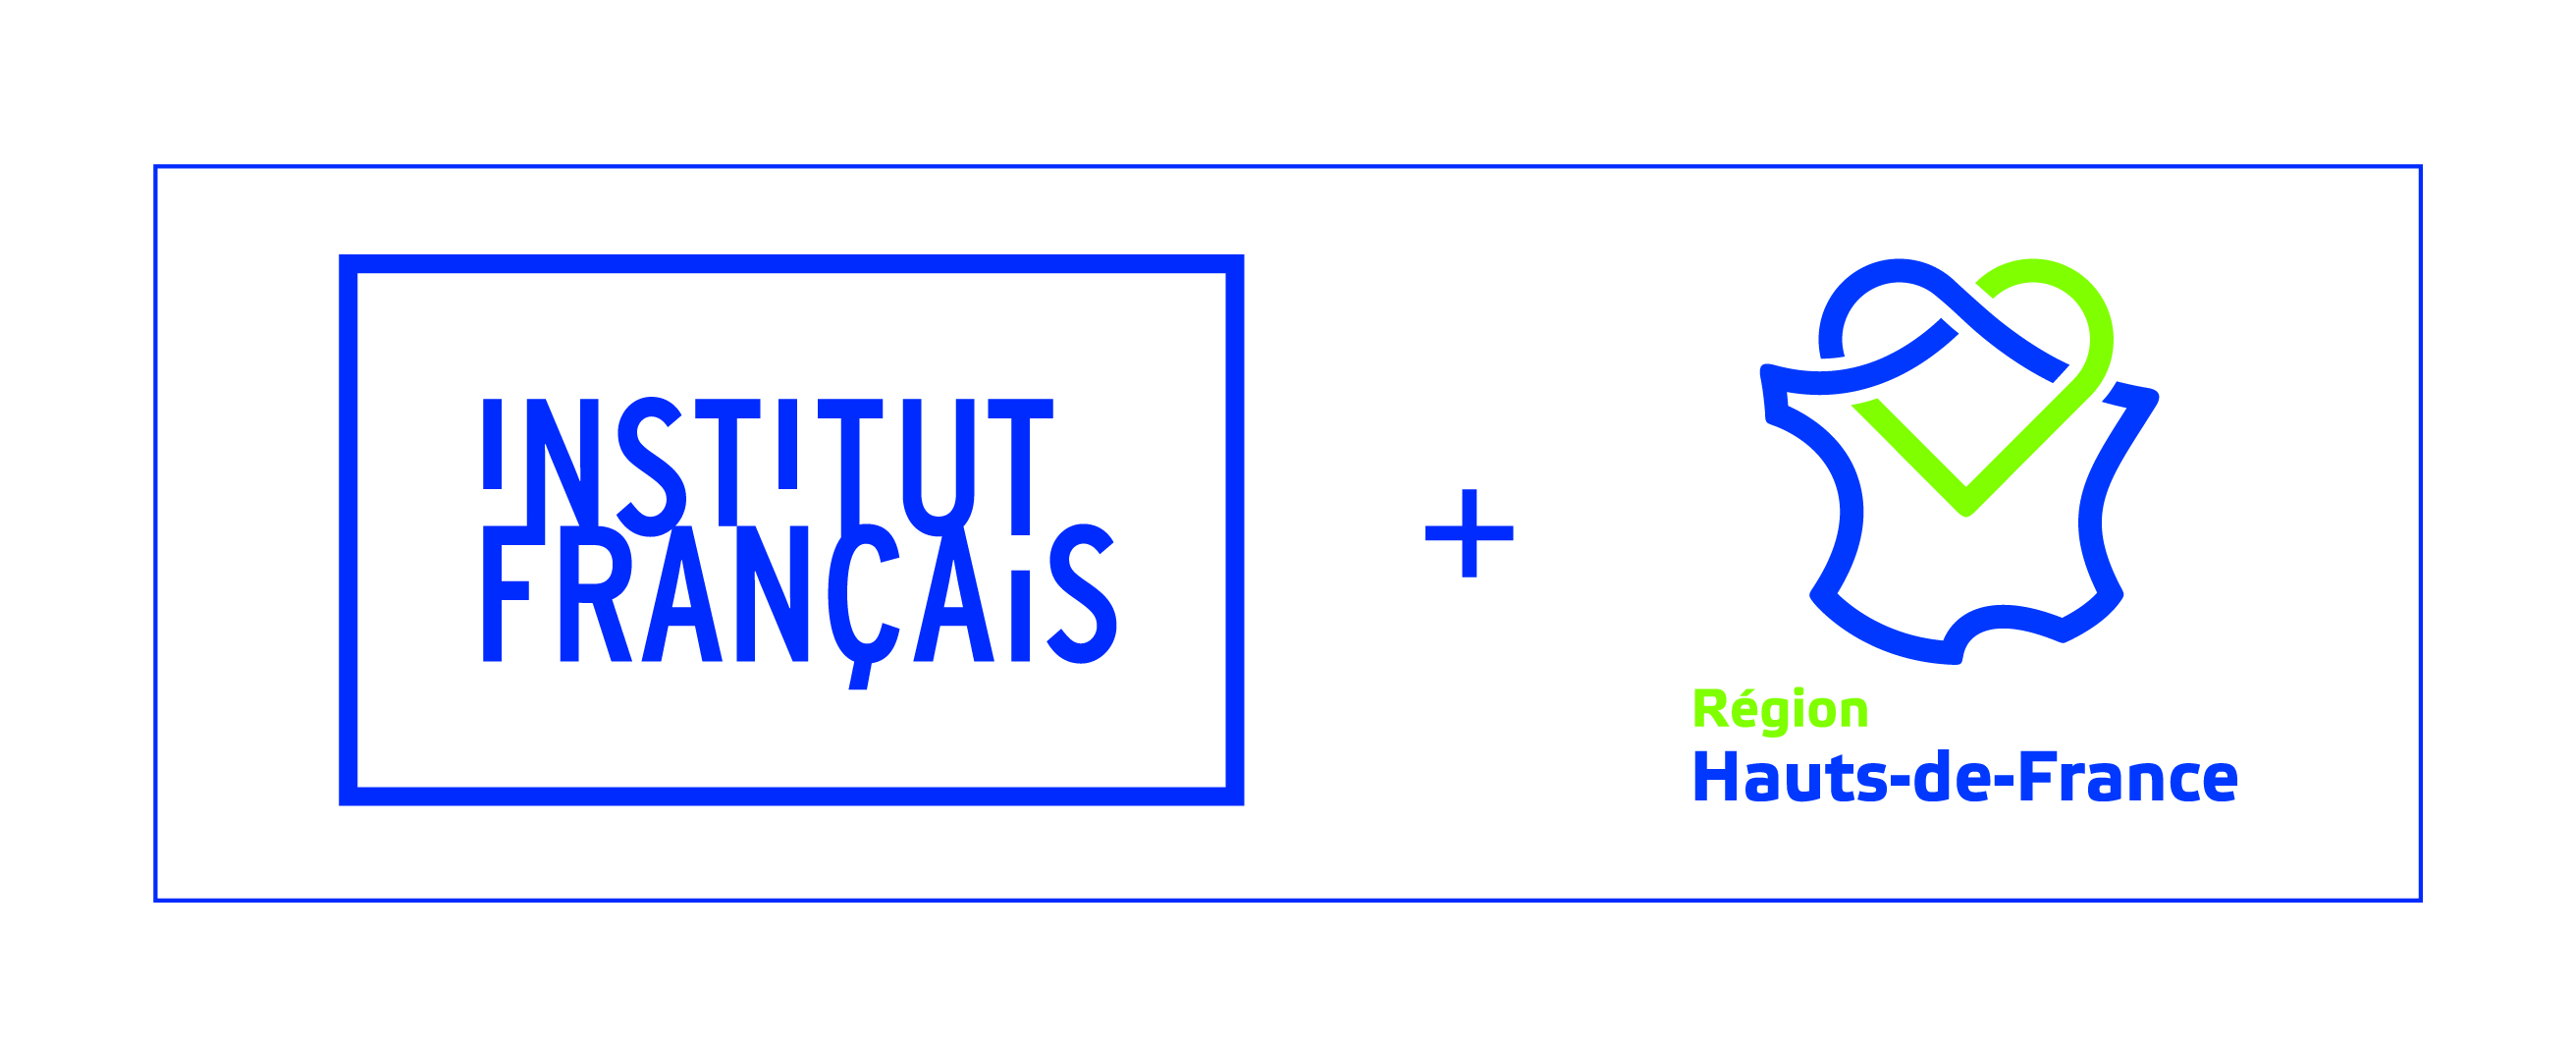 INSTITUT
FRANÇAIS
+
Région
Hauts-de-France